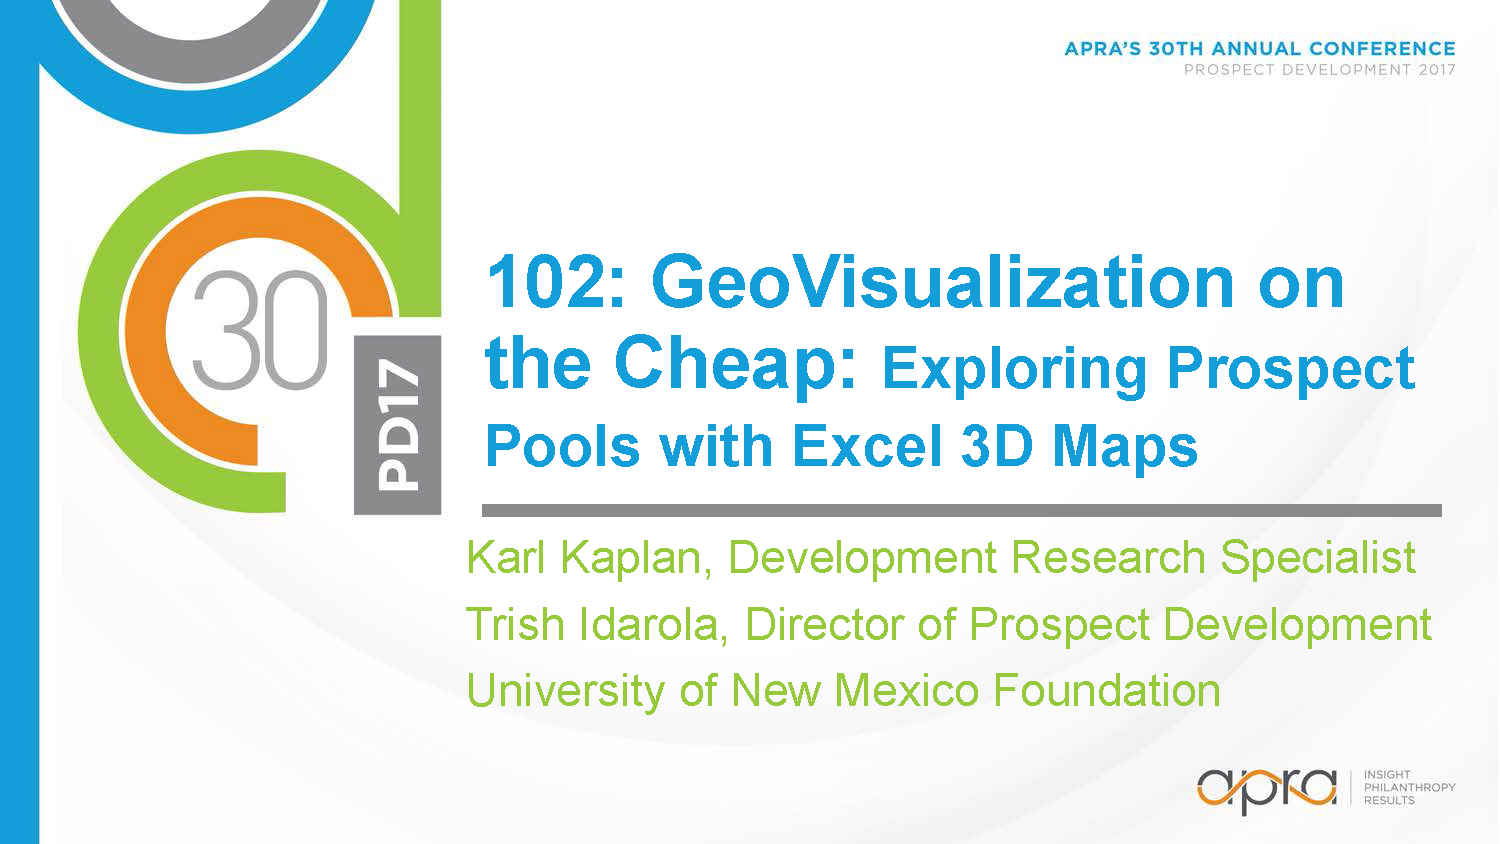 APRA'S 30TH ANNUAL CONFERENCE
PROSPECT DEVELOPMENT 2017
30
PD17
102: GeoVisualization on
the Cheap: Exploring Prospect
Pools with Excel 3D Maps
Karl Kaplan, Development Research Specialist
Trish Idarola, Director of Prospect Development
University of New Mexico Foundation
apra
INSIGHT
PHILANTHROPY
RESULTS